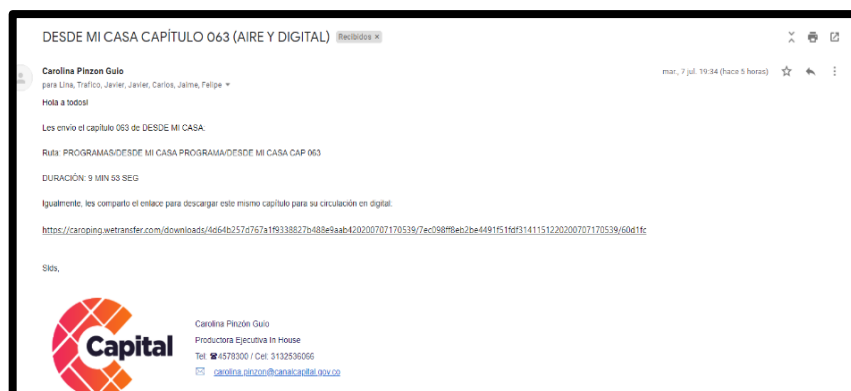 DESDE MI CASA CAPÍTULO 063 (AIRE Y DIGITAL) Recibidos ×
Carolina Pinzon Guio
mar., 7 jul. 19:34 (hace 5 horas)
para Lina, Trafico, Javier, Javier, Carlos, Jaime, Felipe
Hola a todos!
Les envío el capítulo 063 de DESDE MI CASA:
Ruta: PROGRAMAS/DESDE MI CASA PROGRAMA/DESDE MI CASA CAP 063
DURACIÓN: 9 MIN 53 SEG
Igualmente, les comparto el enlace para descargar este mismo capítulo para su circulación en digital:
https://caroping.wetransfer.com/downloads/4d64b257d767a1f9338827b488e9aab420200707170539/7ec098ff8eb2be4491f51fdf3141151220200707170539/60d1fc
Slds,
Capital
Carolina Pinzón Guio
Productora Ejecutiva In House
Tel: ☎4578300 / Cel: 3132536066
carolina.pinzon@canalcapital.gov.co